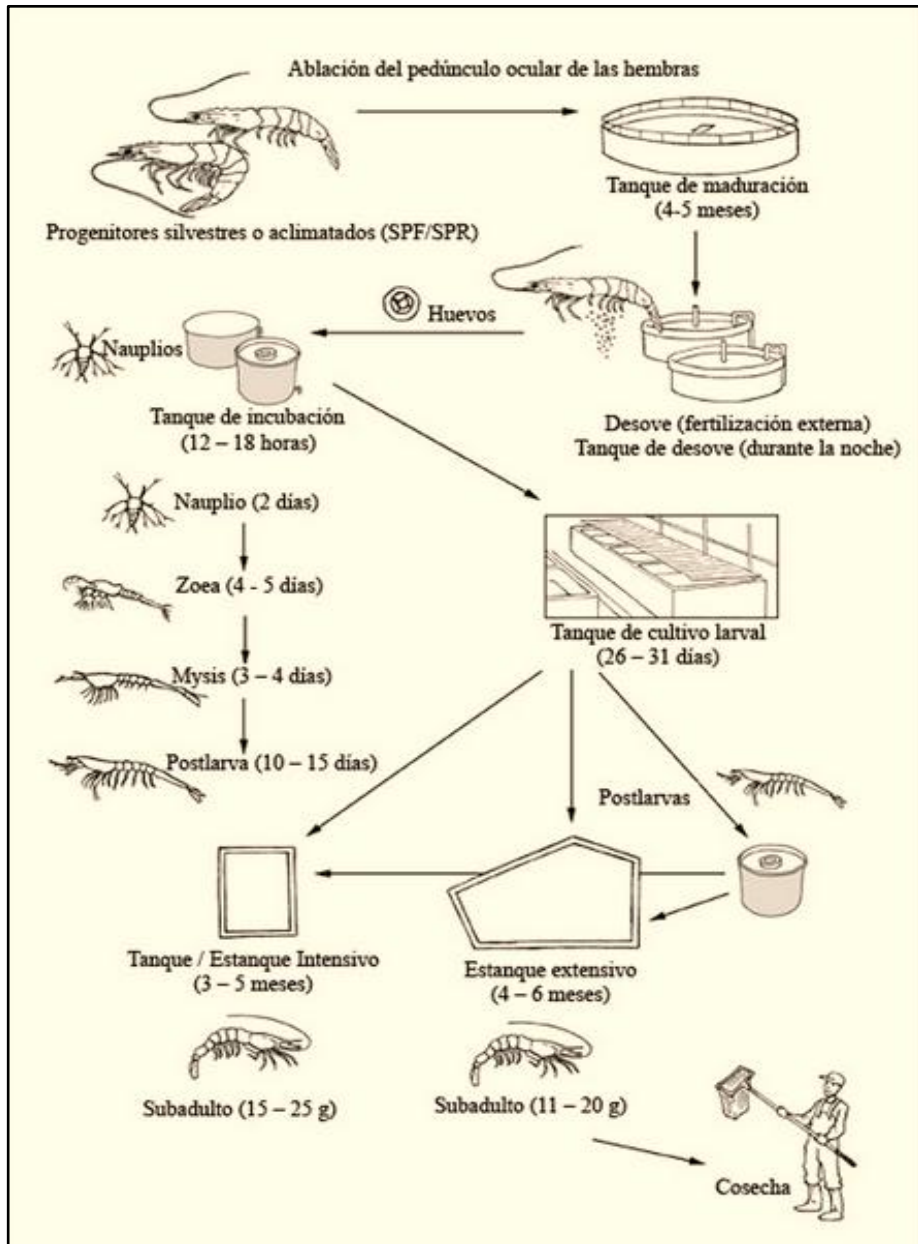 Ablación del pedúnculo ocular de las hembras
Tanque de maduración
(4-5 meses)
Progenitores silvestres o aclimatados (SPF/SPR)
Huevos
Nauplios
Tanque de incubación
(12 – 18 horas)
Desove (fertilización externa)
Tanque de desove (durante la noche)
Nauplio (2 días)
Zoea (4 - 5 días)
Tanque de cultivo larval
(26 – 31 días)
Mysis (3 – 4 días)
Postlarva (10 – 15 días)
Postlarvas
Tanque / Estanque Intensivo
(3 – 5 meses)
Estanque extensivo
(4 – 6 meses)
Subadulto (15 – 25 g)
Subadulto (11 – 20 g)
Cosecha